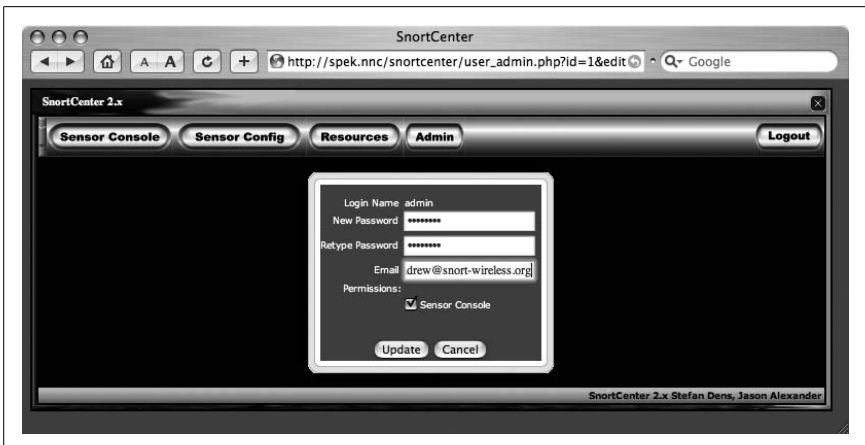 SnortCenter
A A + http://spek.nnc/snortcenter/user_admin.php?id=1&edit Q Google
SnortCenter 2.x
Sensor Console Sensor Config Resources Admin Logout
Login Name admin
New Password ••••••••
Retype Password ••••••••
Email drew@snort-wireless.org
Permissions:
Sensor Console
Update Cancel
SnortCenter 2.x Stefan Dens, Jason Alexander